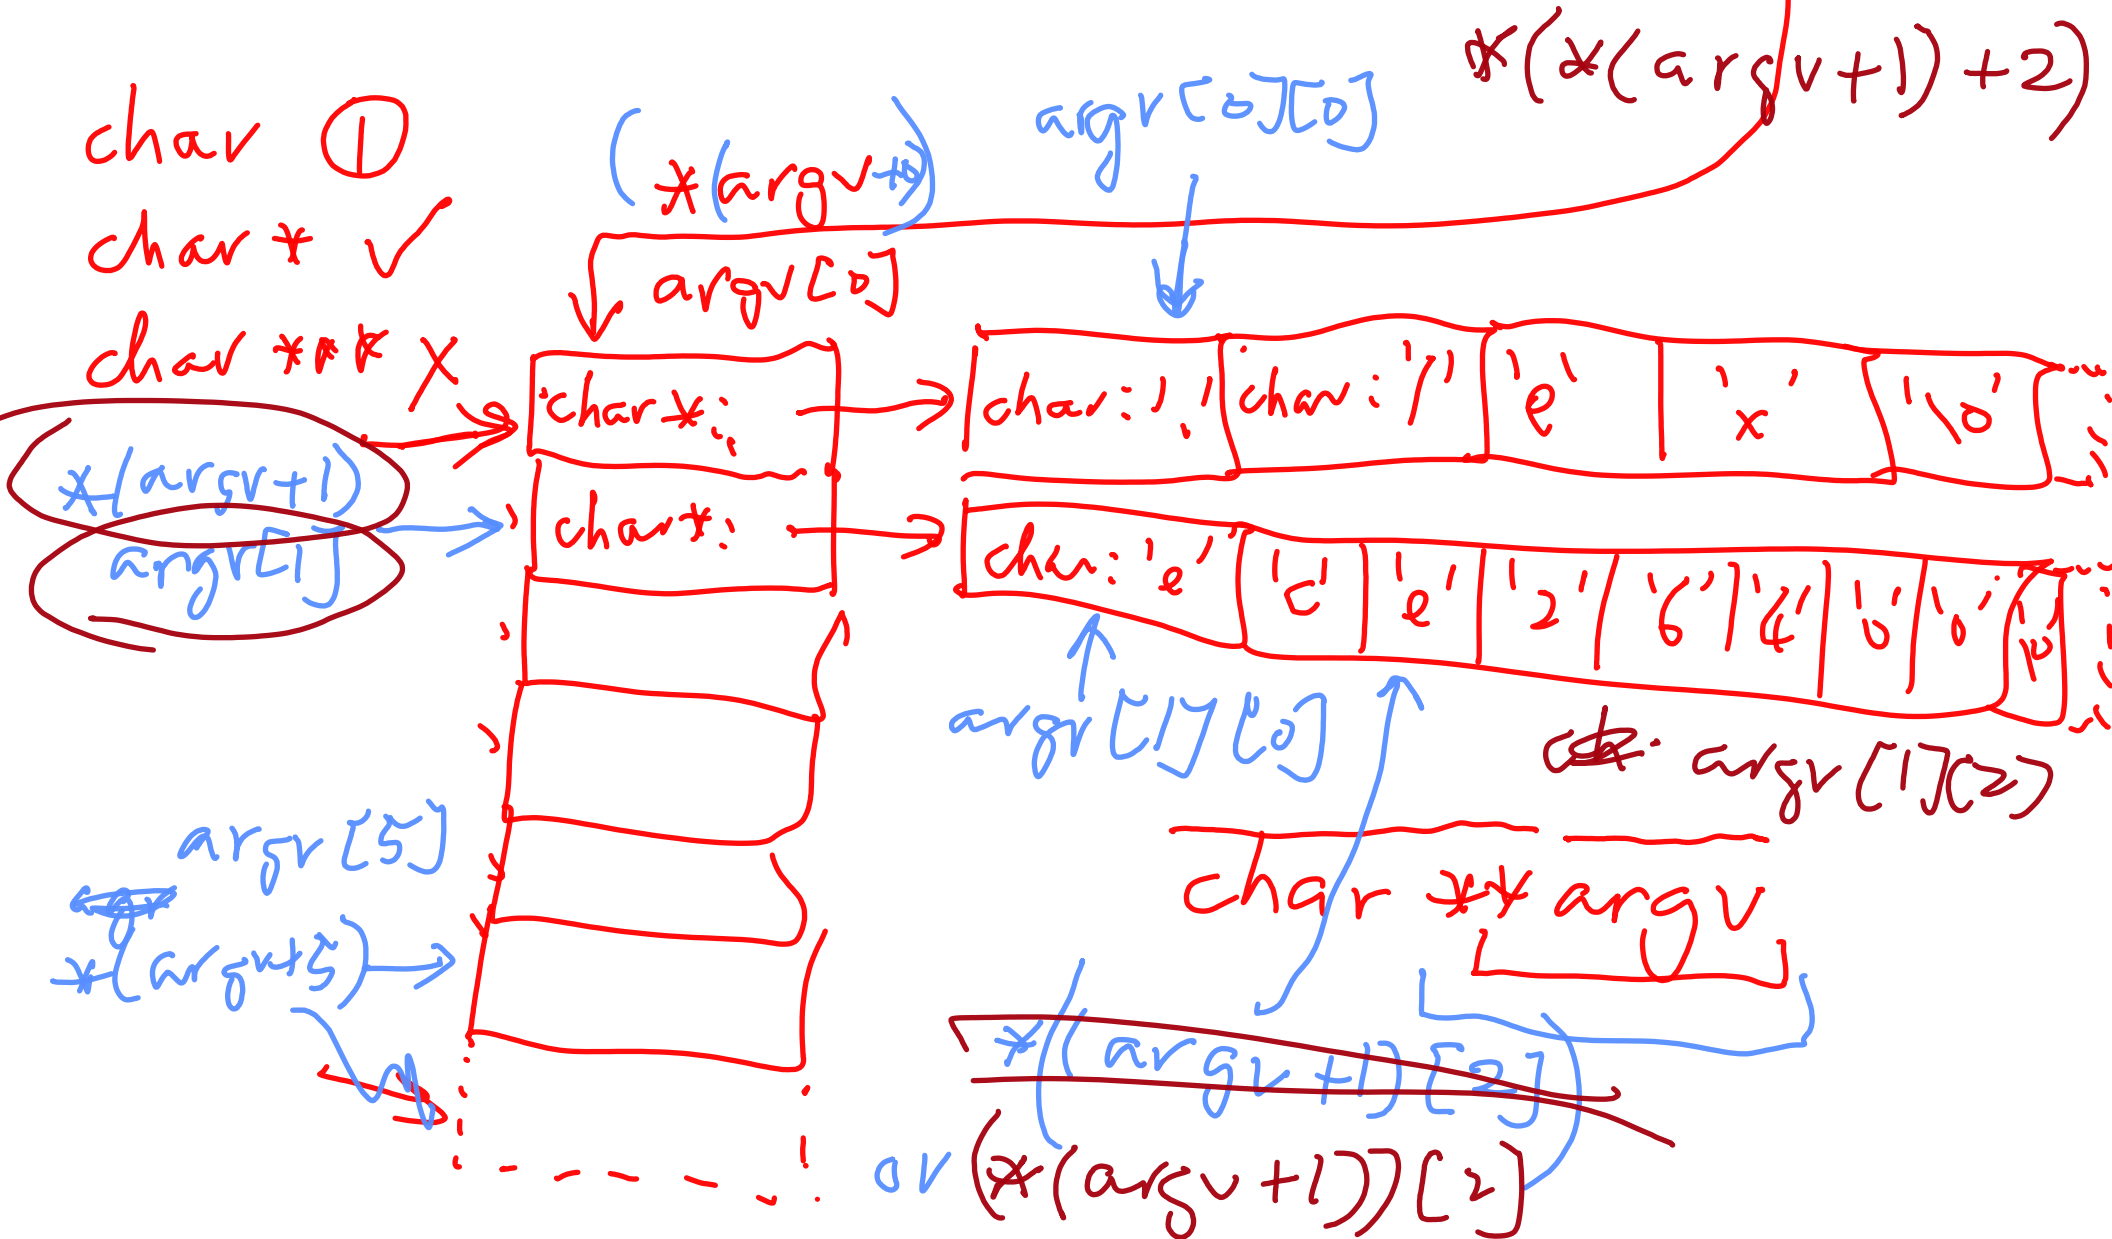 char ①
char * ✓
char *** X
*(argv+1)
argv[1]
argv[5]
*(argv+5)
(*(argv+0))
argv[0]
argv[0][0]
*(*(argv+1)+2)
char*:
char*:
char: '.' char: '/' 'e' 'x' '\0'
char: 'e' 'c' 'e' '2' '6' '4' '0' '0' '\0'
argv[1][0]
argv[1][2]
char ** argv
*(argv+1)[2]
or (*(argv+1))[2]